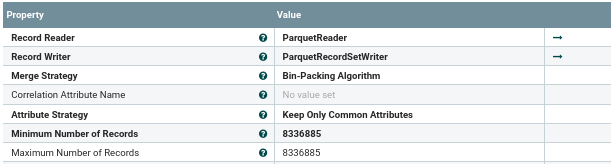 Property Value
Record Reader ParquetReader
Record Writer ParquetRecordSetWriter
Merge Strategy Bin-Packing Algorithm
Correlation Attribute Name No value set
Attribute Strategy Keep Only Common Attributes
Minimum Number of Records 8336885
Maximum Number of Records 8336885